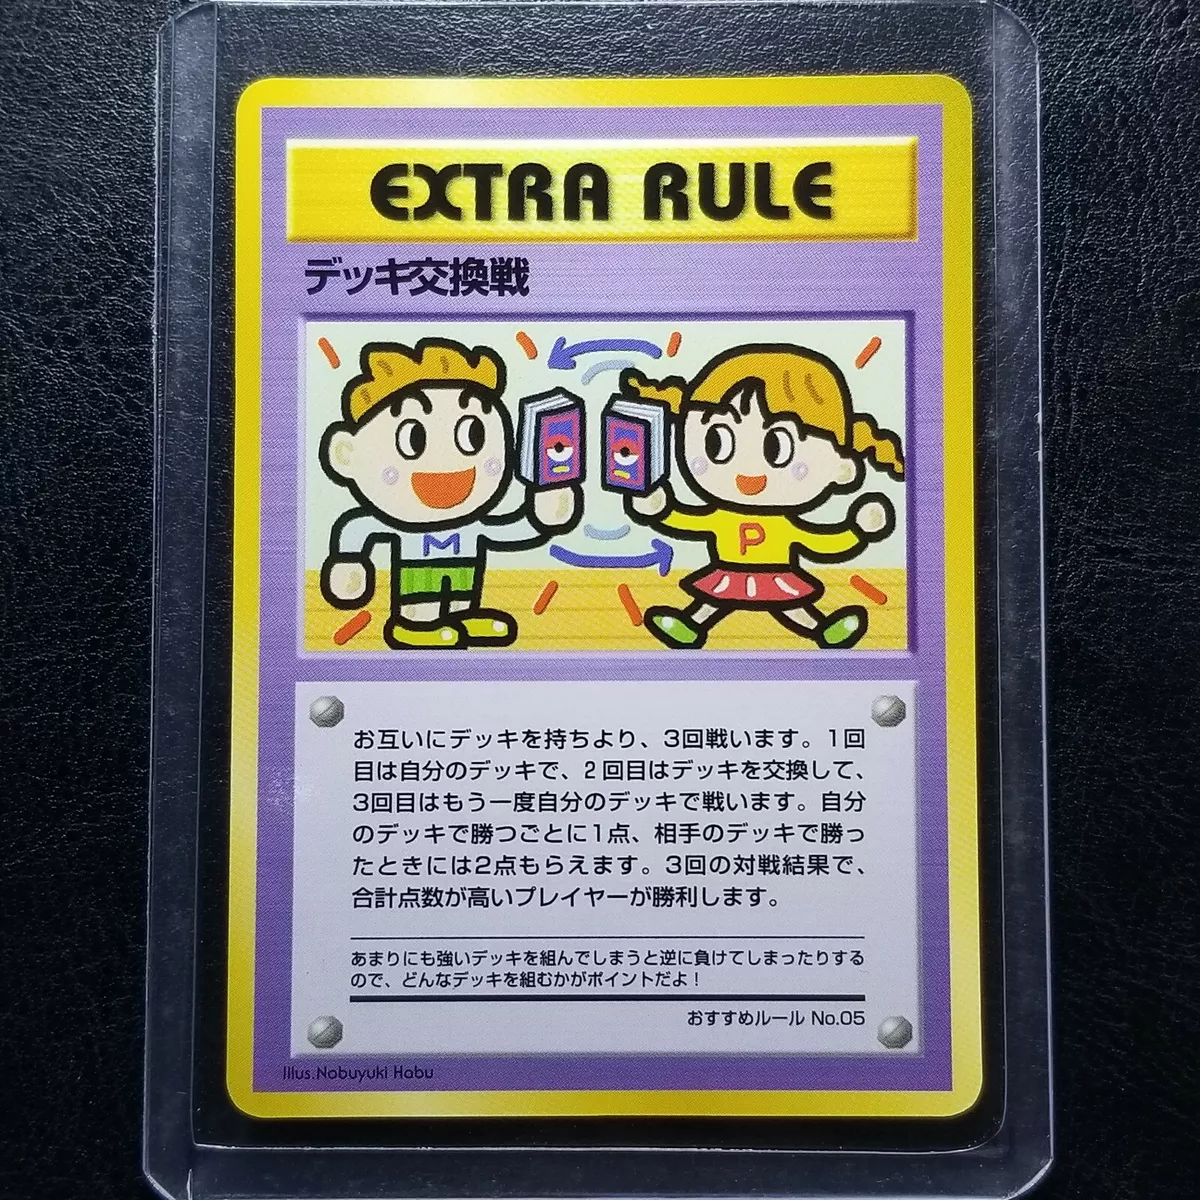 EXTRA RULE
デッキ交換戦
M
P
お互いにデッキを持ちより、3回戦います。1回
目は自分のデッキで、2回目はデッキを交換して、
3回目はもう一度自分のデッキで戦います。自分
のデッキで勝つごとに1点、相手のデッキで勝っ
たときには2点もらえます。3回の対戦結果で、
合計点数が高いプレイヤーが勝利します。
あまりにも強いデッキを組んでしまうと逆に負けてしまったりする
ので、どんなデッキを組むかがポイントだよ!
おすすめルール No.05
Illus.Nobuyuki Habu